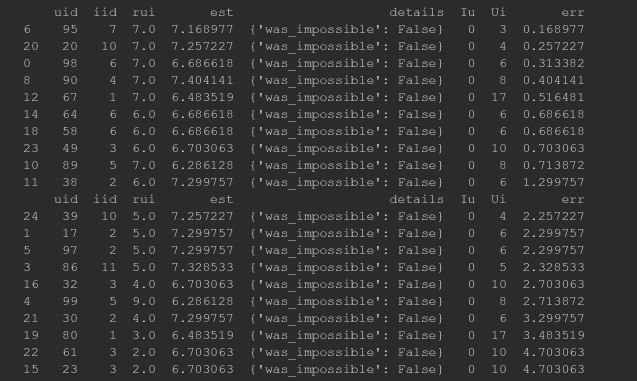 uid iid rui est details Iu Ui err
6 95 7 7.0 7.168977 {'was_impossible': False} 0 3 0.168977
20 20 10 7.0 7.257227 {'was_impossible': False} 0 4 0.257227
0 98 6 7.0 6.686618 {'was_impossible': False} 0 6 0.313382
8 90 4 7.0 7.404141 {'was_impossible': False} 0 8 0.404141
12 67 1 7.0 6.483519 {'was_impossible': False} 0 17 0.516481
14 64 6 6.0 6.686618 {'was_impossible': False} 0 6 0.686618
18 58 6 6.0 6.686618 {'was_impossible': False} 0 6 0.686618
23 49 3 6.0 6.703063 {'was_impossible': False} 0 10 0.703063
10 89 5 7.0 6.286128 {'was_impossible': False} 0 8 0.713872
11 38 2 6.0 7.299757 {'was_impossible': False} 0 6 1.299757
uid iid rui est details Iu Ui err
24 39 10 5.0 7.257227 {'was_impossible': False} 0 4 2.257227
1 17 2 5.0 7.299757 {'was_impossible': False} 0 6 2.299757
5 97 2 5.0 7.299757 {'was_impossible': False} 0 6 2.299757
3 86 11 5.0 7.328533 {'was_impossible': False} 0 5 2.328533
16 32 3 4.0 6.703063 {'was_impossible': False} 0 10 2.703063
4 99 5 9.0 6.286128 {'was_impossible': False} 0 8 2.713872
21 30 2 4.0 7.299757 {'was_impossible': False} 0 6 3.299757
19 80 1 3.0 6.483519 {'was_impossible': False} 0 17 3.483519
22 61 3 2.0 6.703063 {'was_impossible': False} 0 10 4.703063
15 23 3 2.0 6.703063 {'was_impossible': False} 0 10 4.703063